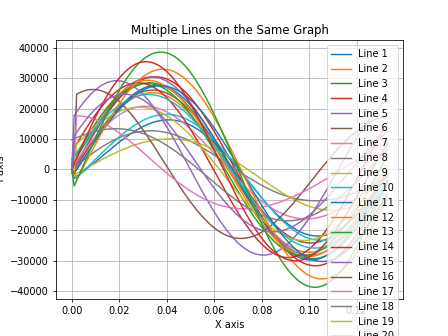 Multiple Lines on the Same Graph
40000
30000
20000
10000
0
−10000
−20000
−30000
−40000
0.00
0.02
0.04
0.06
0.08
0.10
X axis
axis
Line 1
Line 2
Line 3
Line 4
Line 5
Line 6
Line 7
Line 8
Line 9
Line 10
Line 11
Line 12
Line 13
Line 14
Line 15
Line 16
Line 17
Line 18
Line 19
Line 20